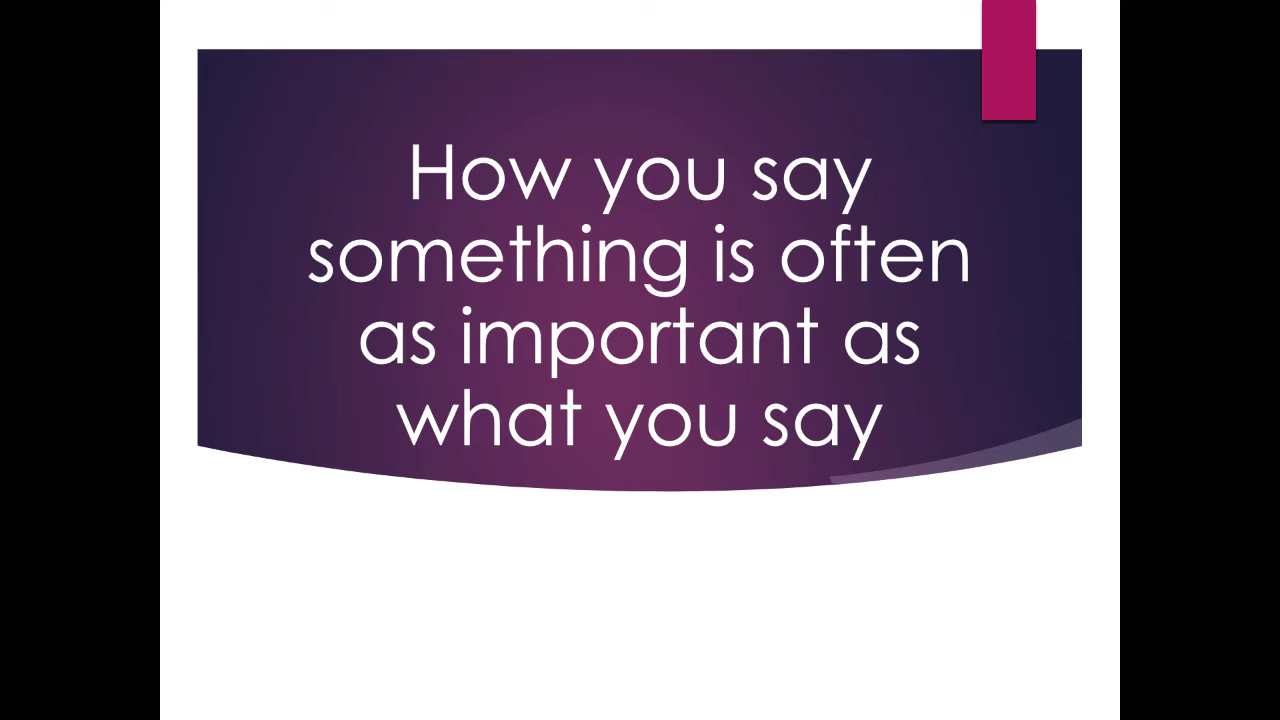 How you say
something is often
as important as
what you say